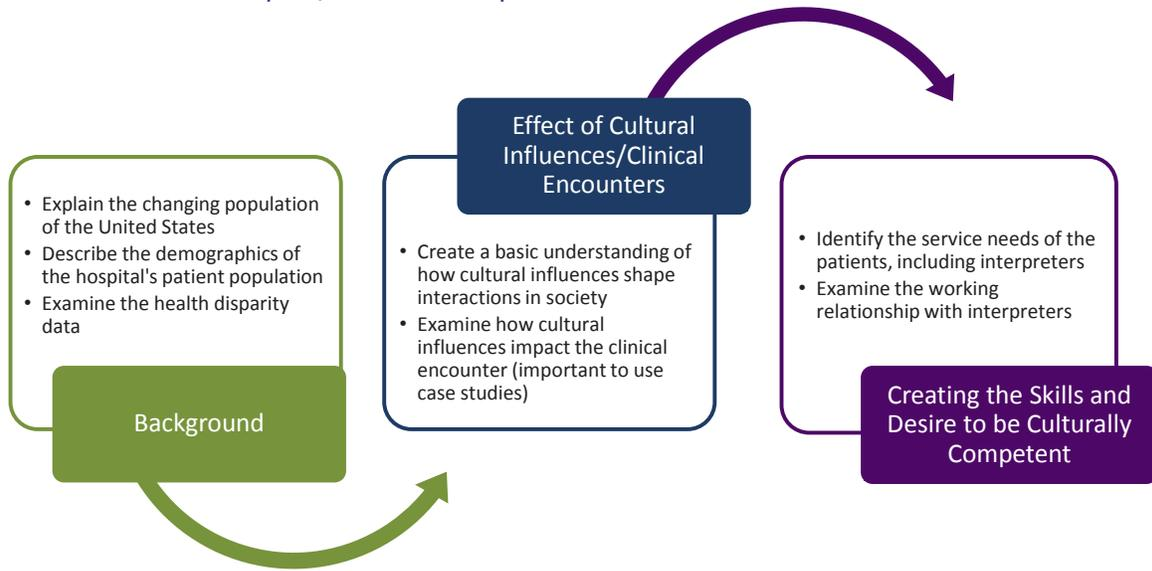 • Explain the changing population
of the United States
• Describe the demographics of
the hospital's patient population
• Examine the health disparity
data
Background
Effect of Cultural
Influences/Clinical
Encounters
• Create a basic understanding of
how cultural influences shape
interactions in society
• Examine how cultural
influences impact the clinical
encounter (important to use
case studies)
• Identify the service needs of the
patients, including interpreters
• Examine the working
relationship with interpreters
Creating the Skills and
Desire to be Culturally
Competent